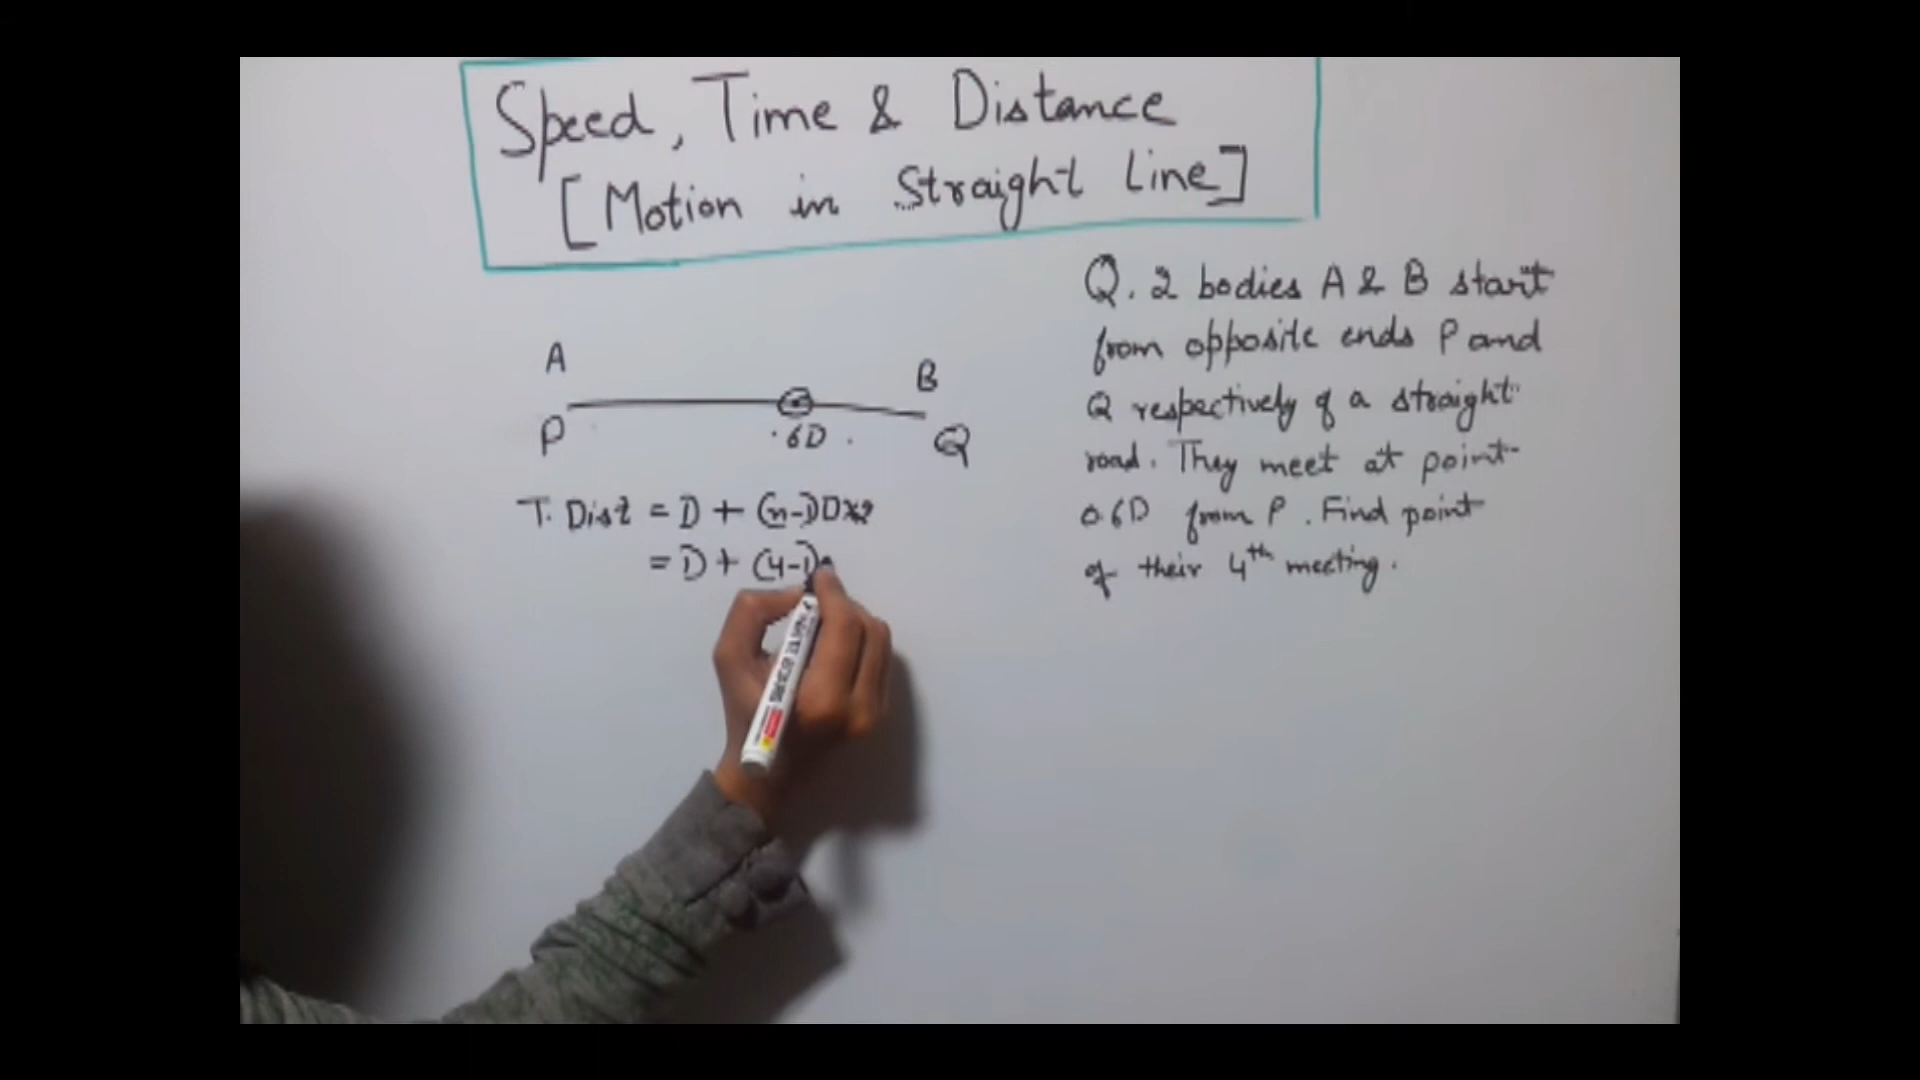 Speed, Time & Distance
[Motion in Straight Line]
Q. 2 bodies A & B start
from opposite ends P and
Q respectively of a straight
road. They meet at point
0.6D from P. Find point
of their 4th meeting.
A
B
P
.6D
Q
T. Dist = D + (n-1)Dx2
= D + (4-1)